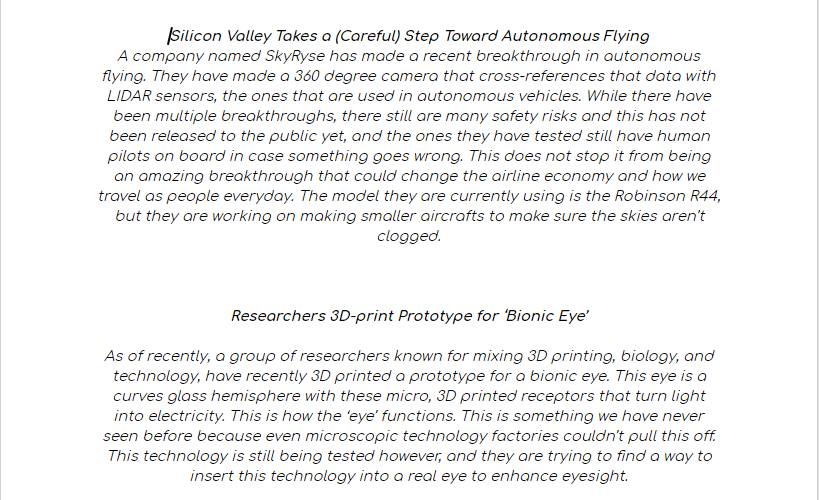 Silicon Valley Takes a (Careful) Step Toward Autonomous Flying
A company named SkyRyse has made a recent breakthrough in autonomous
flying. They have made a 360 degree camera that cross-references that data with
LIDAR sensors, the ones that are used in autonomous vehicles. While there have
been multiple breakthroughs, there still are many safety risks and this has not
been released to the public yet, and the ones they have tested still have human
pilots on board in case something goes wrong. This does not stop it from being
an amazing breakthrough that could change the airline economy and how we
travel as people everyday. The model they are currently using is the Robinson R44,
but they are working on making smaller aircrafts to make sure the skies aren't
clogged.
Researchers 3D-print Prototype for 'Bionic Eye'
As of recently, a group of researchers known for mixing 3D printing, biology, and
technology, have recently 3D printed a prototype for a bionic eye. This eye is a
curves glass hemisphere with these micro, 3D printed receptors that turn light
into electricity. This is how the 'eye' functions. This is something we have never
seen before because even microscopic technology factories couldn't pull this off.
This technology is still being tested however, and they are trying to find a way to
insert this technology into a real eye to enhance eyesight.